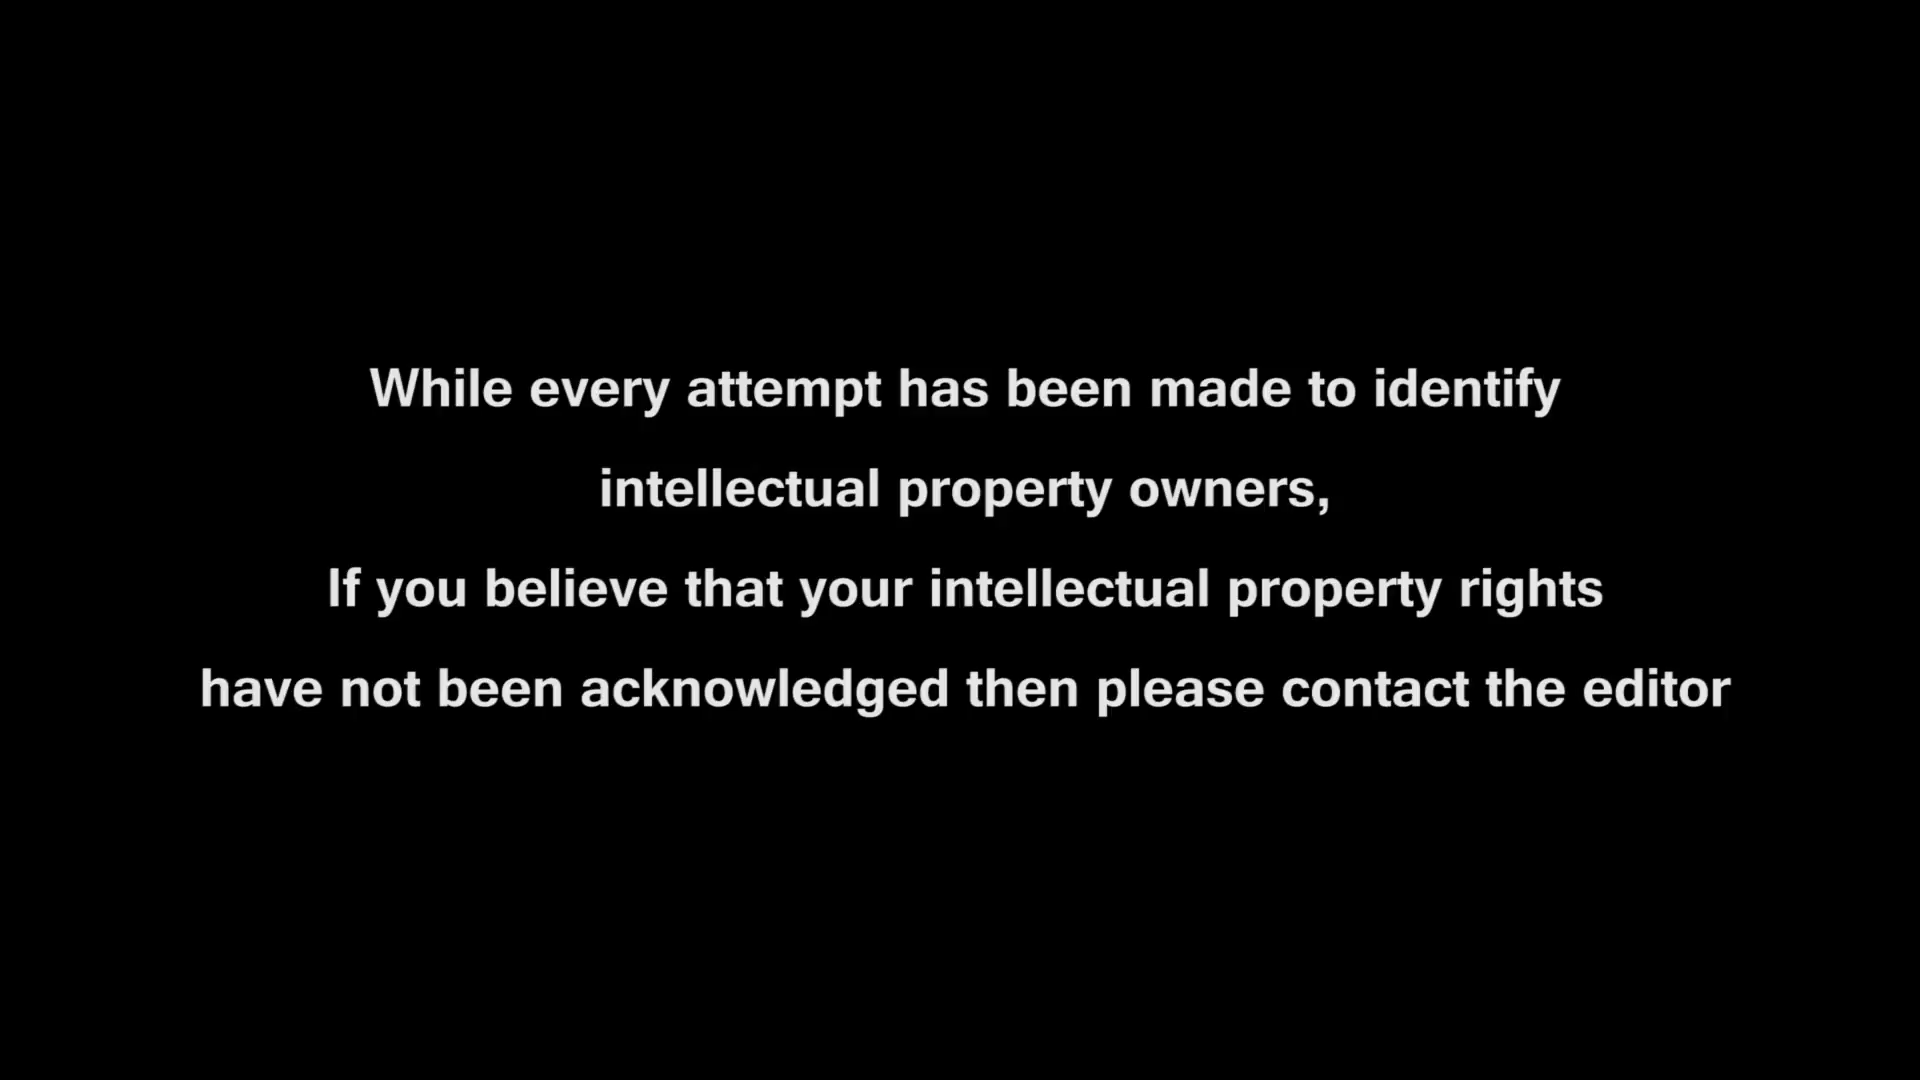 While every attempt has been made to identify
intellectual property owners,
If you believe that your intellectual property rights
have not been acknowledged then please contact the editor